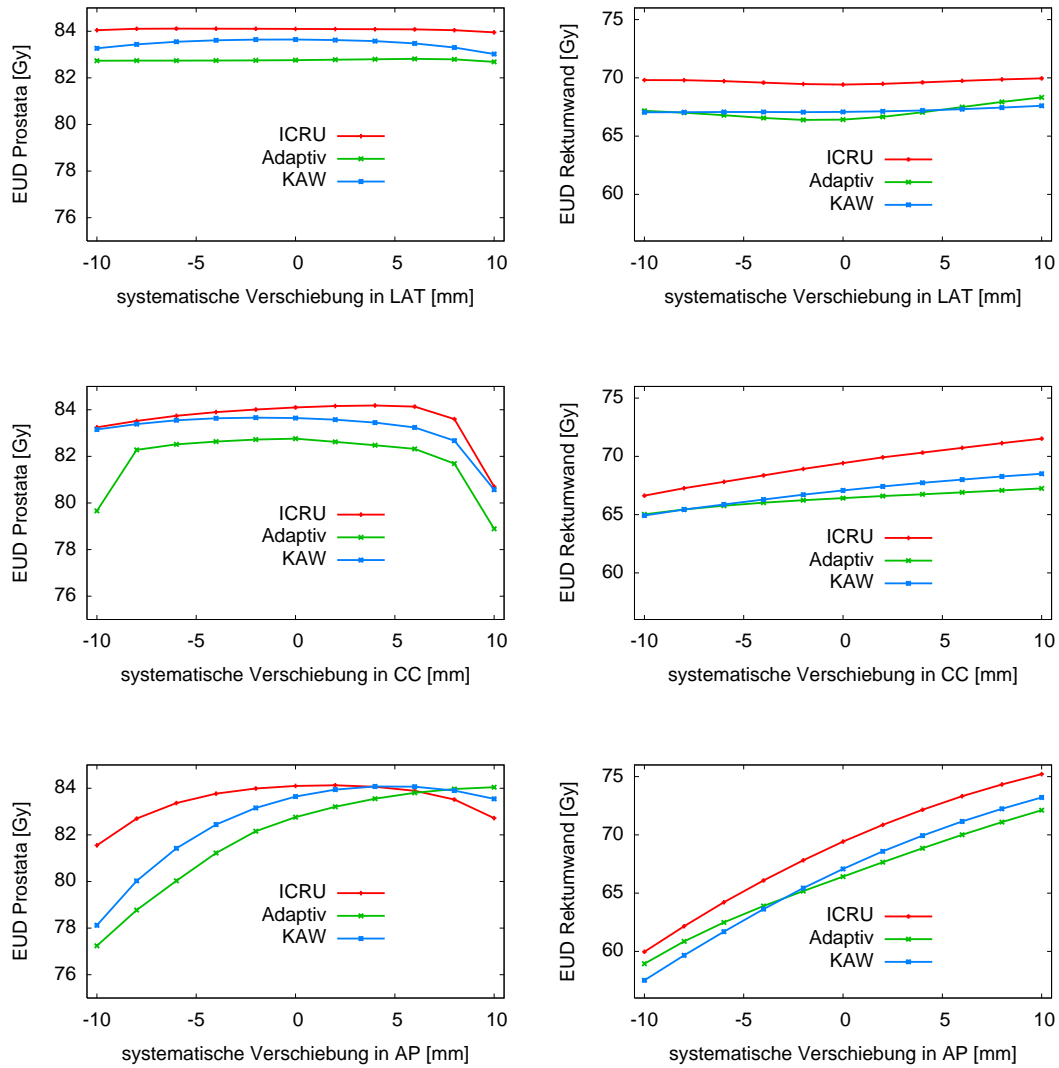 EUD Prostata [Gy]
84
82
80
78
76
ICRU
Adaptiv
KAW
-10 -5 0 5 10
systematische Verschiebung in LAT [mm]
EUD Rektumwand [Gy]
75
70
65
60
ICRU
Adaptiv
KAW
-10 -5 0 5 10
systematische Verschiebung in LAT [mm]
EUD Prostata [Gy]
84
82
80
78
76
ICRU
Adaptiv
KAW
-10 -5 0 5 10
systematische Verschiebung in CC [mm]
EUD Rektumwand [Gy]
75
70
65
60
ICRU
Adaptiv
KAW
-10 -5 0 5 10
systematische Verschiebung in CC [mm]
EUD Prostata [Gy]
84
82
80
78
76
ICRU
Adaptiv
KAW
-10 -5 0 5 10
systematische Verschiebung in AP [mm]
EUD Rektumwand [Gy]
75
70
65
60
ICRU
Adaptiv
KAW
-10 -5 0 5 10
systematische Verschiebung in AP [mm]